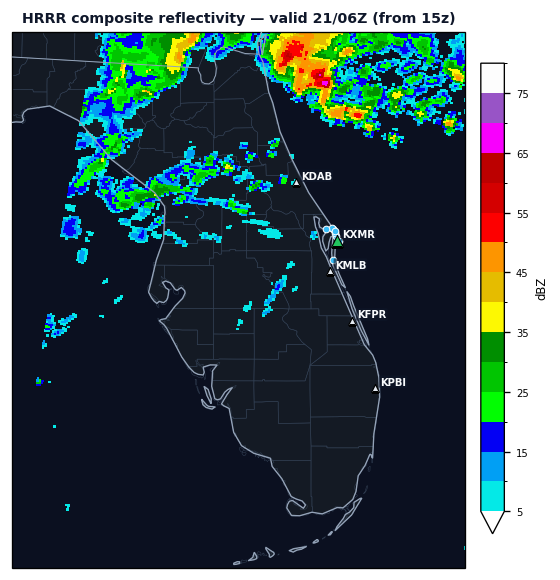 HRRR composite reflectivity — valid 21/06Z (from 15z)
KDAB
KXMR
KMLB
KFPR
KPBI
75
65
55
45
35
25
15
5
dBZ